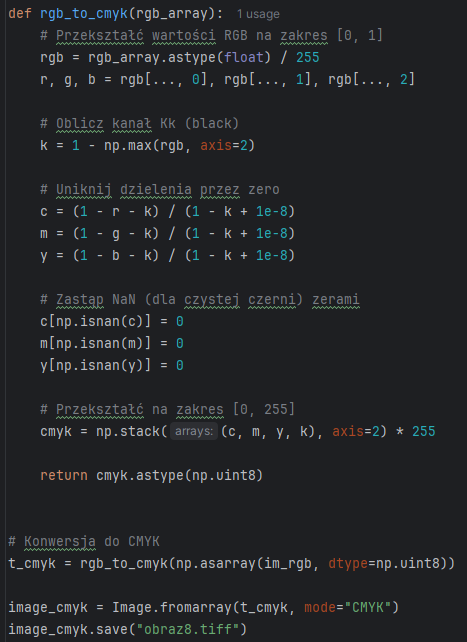 def rgb_to_cmyk(rgb_array): 1 usage
    # Przekształć wartości RGB na zakres [0, 1]
    rgb = rgb_array.astype(float) / 255
    r, g, b = rgb[..., 0], rgb[..., 1], rgb[..., 2]

    # Oblicz kanał Kk (black)
    k = 1 - np.max(rgb, axis=2)

    # Uniknij dzielenia przez zero
    c = (1 - r - k) / (1 - k + 1e-8)
    m = (1 - g - k) / (1 - k + 1e-8)
    y = (1 - b - k) / (1 - k + 1e-8)

    # Zastąp NaN (dla czystej czerni) zerami
    c[np.isnan(c)] = 0
    m[np.isnan(m)] = 0
    y[np.isnan(y)] = 0

    # Przekształć na zakres [0, 255]
    cmyk = np.stack( arrays: (c, m, y, k), axis=2) * 255

    return cmyk.astype(np.uint8)


# Konwersja do CMYK
t_cmyk = rgb_to_cmyk(np.asarray(im_rgb, dtype=np.uint8))

image_cmyk = Image.fromarray(t_cmyk, mode="CMYK")
image_cmyk.save("obraz8.tiff")